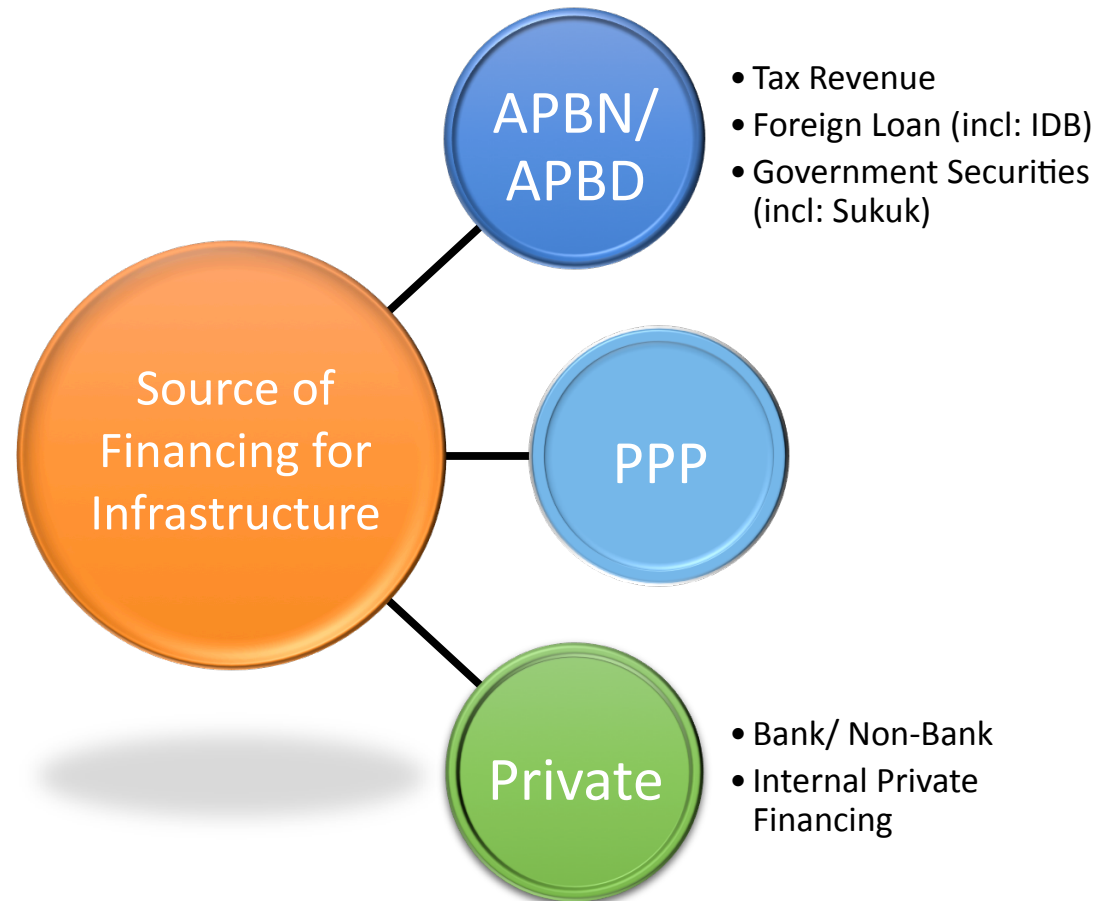 APBN/
APBD
• Tax Revenue
• Foreign Loan (incl: IDB)
• Government Securities
(incl: Sukuk)
Source of
Financing for
Infrastructure
PPP
Private
• Bank/ Non-Bank
• Internal Private
Financing